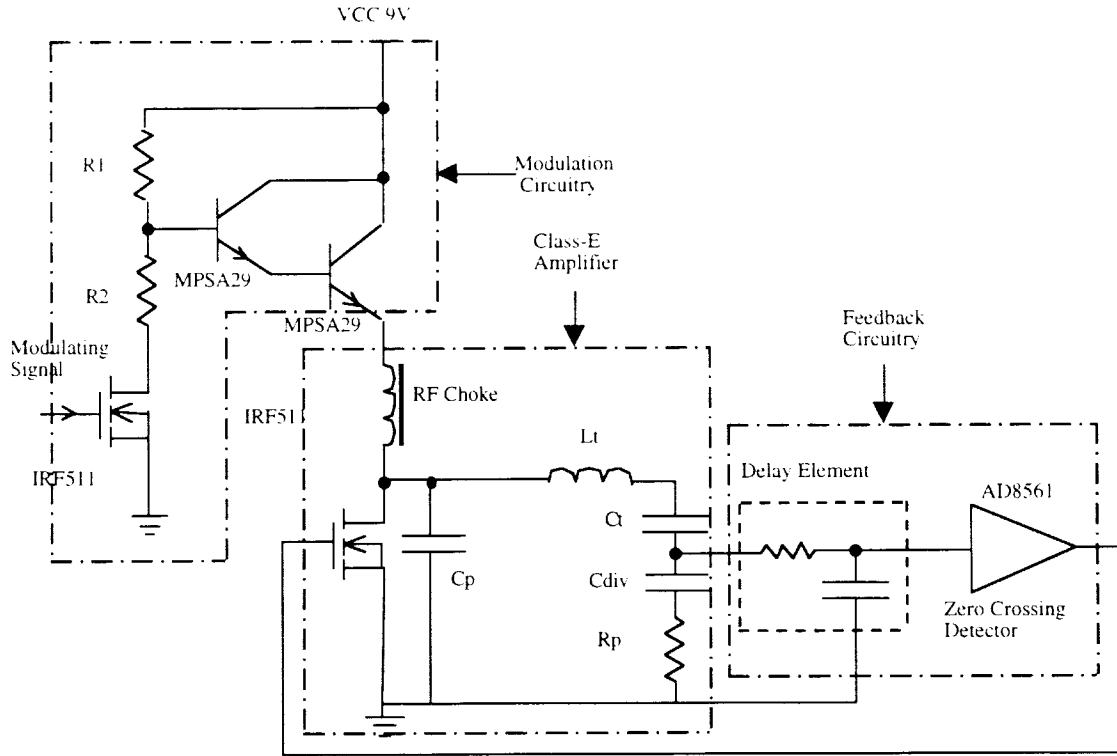 VCC 9V
R1
Modulation
Circuitry
Class-E
Amplifier
MPSA29
R2
MPSA29
Feedback
Circuitry
Modulating
Signal
RF Choke
IRF51
Lt
IRF511
Delay Element
AD8561
Ct
Cp
Cdiv
Zero Crossing
Detector
Rp